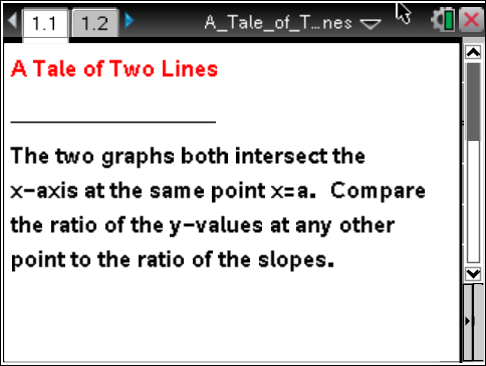 1.1 1.2 A_Tale_of_T...nes
A Tale of Two Lines
The two graphs both intersect the
x-axis at the same point x=a. Compare
the ratio of the y-values at any other
point to the ratio of the slopes.